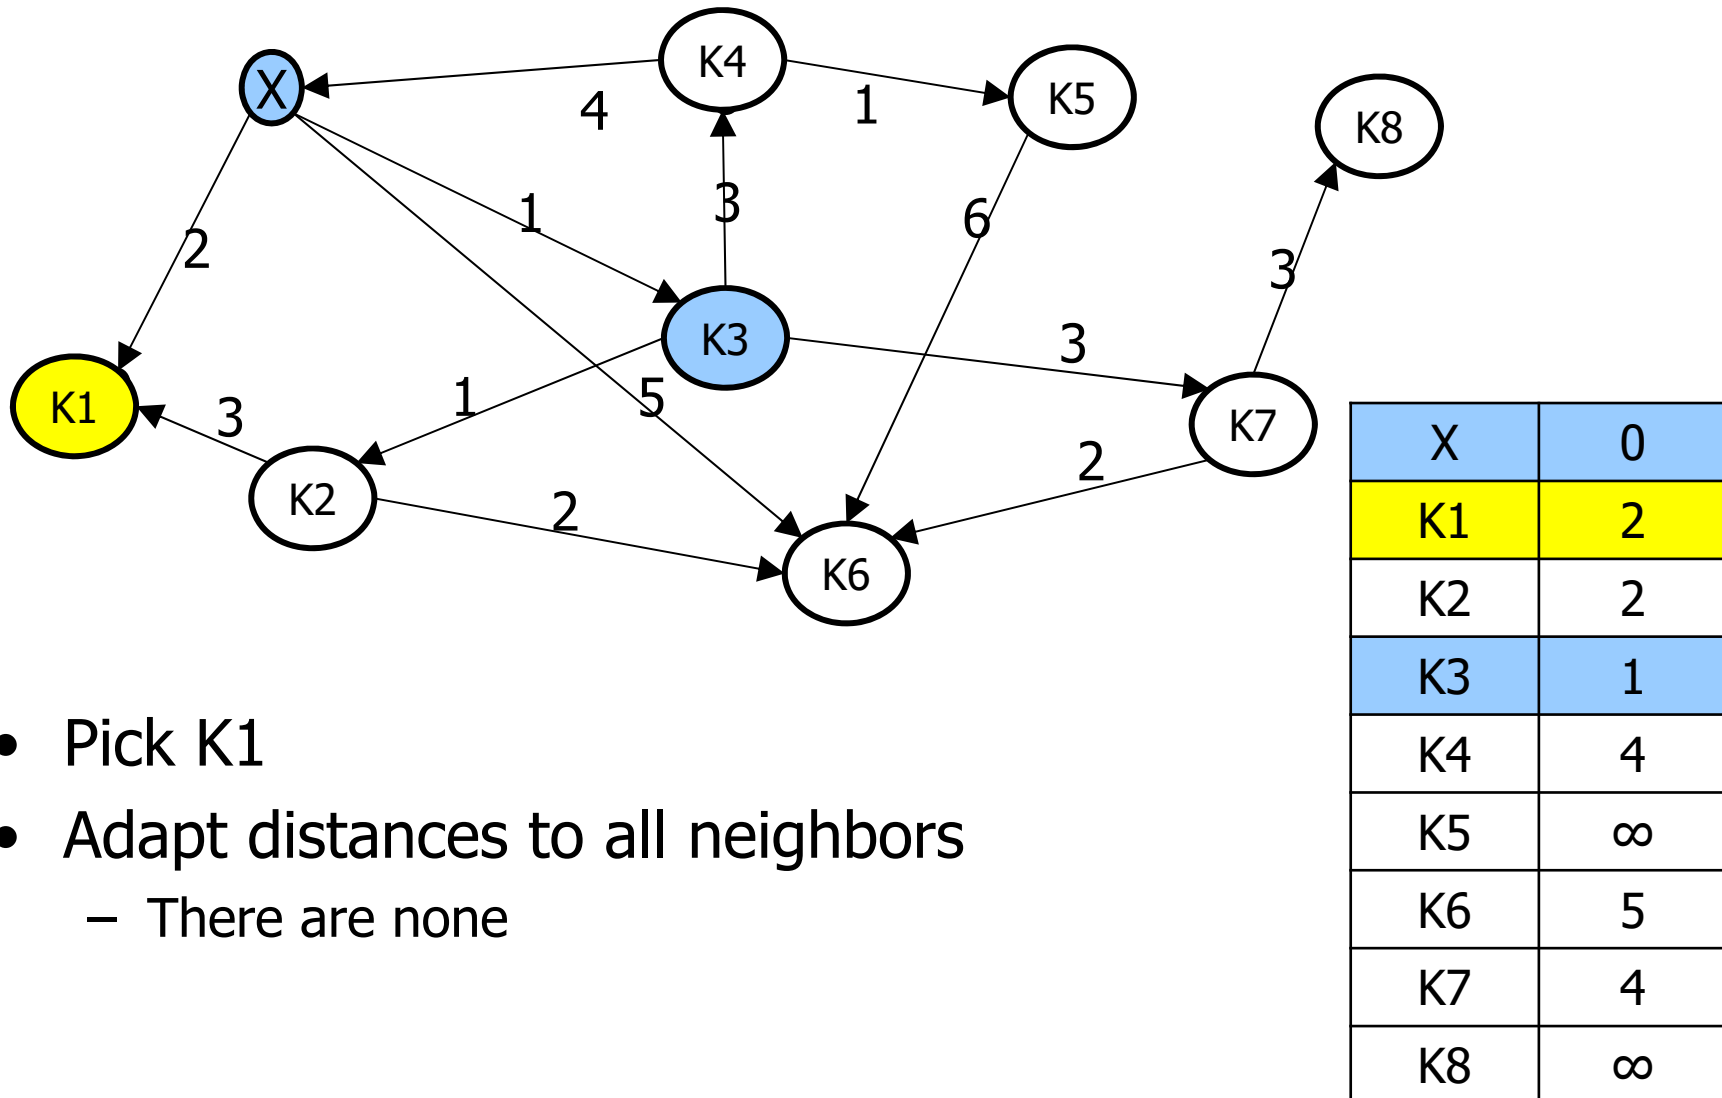 X
K4
K5
K8
4
1
1
3
6
2
3
K3
3
K1
3
1
5
K7
K2
2
2
K6
X 0
K1 2
K2 2
K3 1
K4 4
K5 ∞
K6 5
K7 4
K8 ∞
• Pick K1
• Adapt distances to all neighbors
– There are none